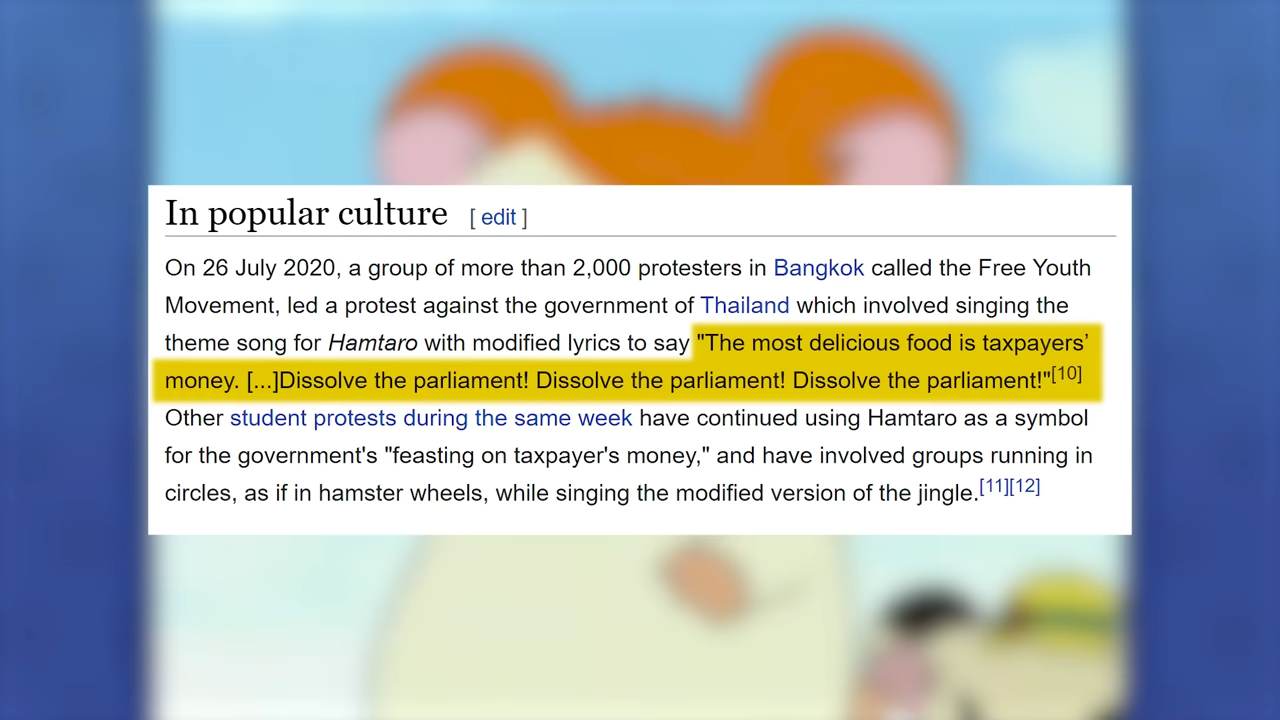 In popular culture [ edit ]
On 26 July 2020, a group of more than 2,000 protesters in Bangkok called the Free Youth
Movement, led a protest against the government of Thailand which involved singing the
theme song for Hamtaro with modified lyrics to say "The most delicious food is taxpayers’
money. [...]Dissolve the parliament! Dissolve the parliament! Dissolve the parliament!"[10]
Other student protests during the same week have continued using Hamtaro as a symbol
for the government's "feasting on taxpayer's money," and have involved groups running in
circles, as if in hamster wheels, while singing the modified version of the jingle.[11][12]